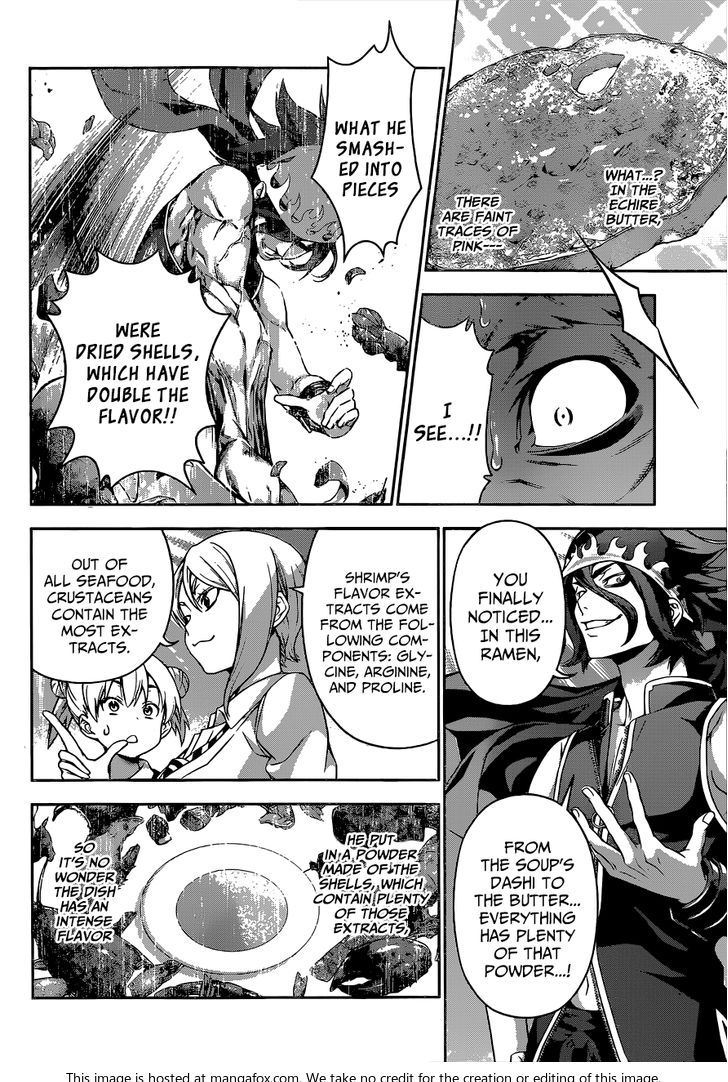 WHAT...?
IN THE
ECHIRE
BUTTER,
THERE
ARE FAINT
TRACES OF
PINK---
I
SEE...!!
WHAT HE
SMASH-
ED INTO
PIECES
WERE
DRIED SHELLS,
WHICH HAVE
DOUBLE THE
FLAVOR!!
YOU
FINALLY
NOTICED...
IN THIS
RAMEN,
FROM
THE SOUP'S
DASHI TO
THE BUTTER...
EVERYTHING
HAS PLENTY
OF THAT
POWDER...!
SHRIMP'S
FLAVOR EX-
TRACTS COME
FROM THE FOL-
LOWING COM-
PONENTS: GLY-
CINE, ARGININE,
AND PROLINE.
OUT OF
ALL SEAFOOD,
CRUSTACEANS
CONTAIN THE
MOST EX-
TRACTS.
HE PUT
IN A POWDER
MADE OF THE
SHELLS, WHICH
CONTAIN PLENTY
OF THOSE
EXTRACTS,
SO
IT'S NO
WONDER
THE DISH
HAS AN
INTENSE
FLAVOR
This image is hosted at mangafox.com. We take no credit for the creation or editing of this image.